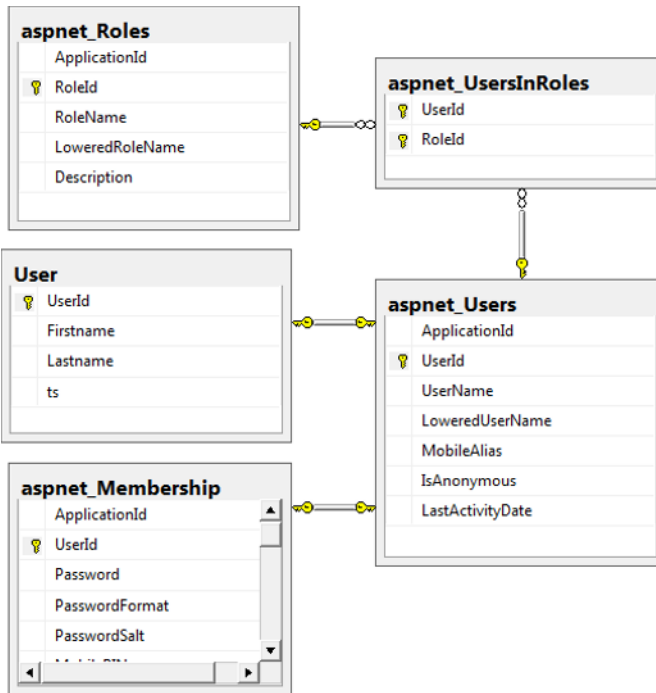 aspnet_Roles
ApplicationId
RoleId
RoleName
LoweredRoleName
Description
aspnet_UsersInRoles
UserId
RoleId
User
UserId
Firstname
Lastname
ts
aspnet_Users
ApplicationId
UserId
UserName
LoweredUserName
MobileAlias
IsAnonymous
LastActivityDate
aspnet_Membership
ApplicationId
UserId
Password
PasswordFormat
PasswordSalt